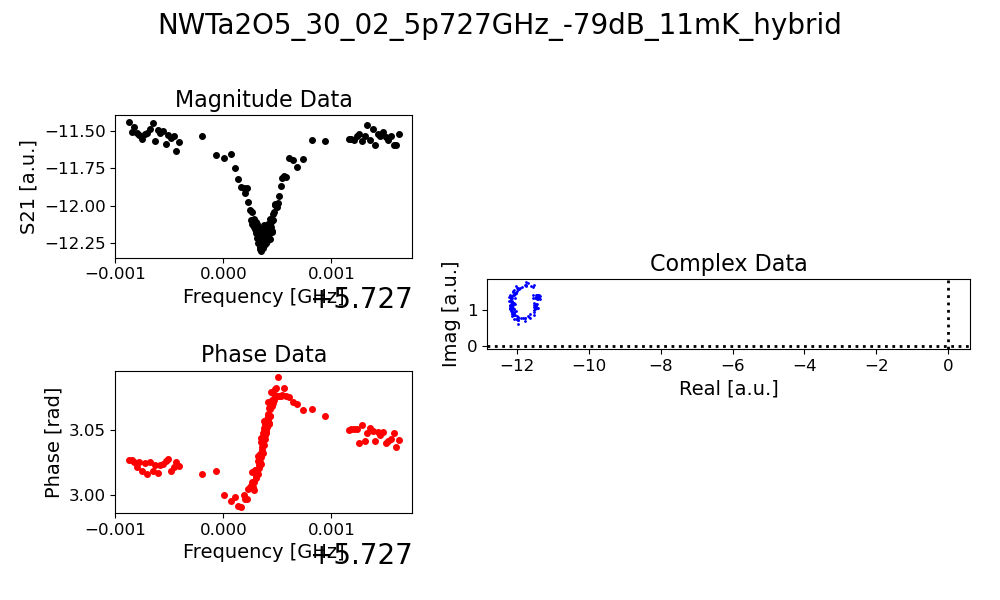 NWTa2O5_30_02_5p727GHz_-79dB_11mK_hybrid
Magnitude Data
S21 [a.u.]
−11.50
−11.75
−12.00
−12.25
−0.001 0.000 0.001
Frequency [GHz]
+5.727
Phase Data
Phase [rad]
3.05
3.00
−0.001 0.000 0.001
Frequency [GHz]
+5.727
Complex Data
Imag [a.u.]
1
0
−12 −10 −8 −6 −4 −2 0
Real [a.u.]